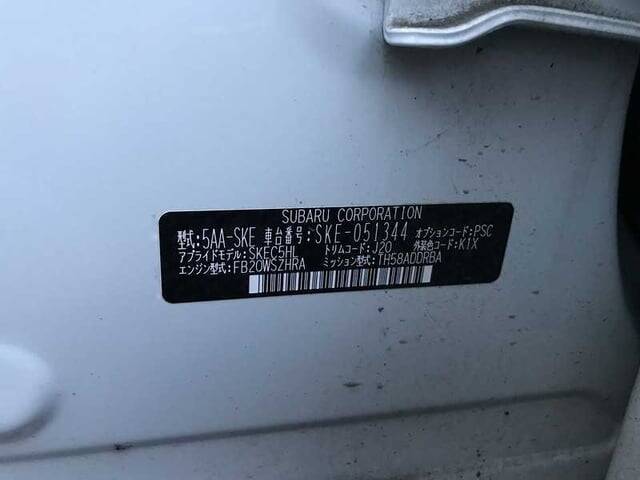 SUBARU CORPORATION
型式:5AA-SKE 車台番号:SKE-051344 オプションコード:PSC
アプライドモデル:SKEC5HL トリムコード:J20 外装色コード:K1X
エンジン型式:FB20WSZHRA ミッション型式:TH58ADDRBA